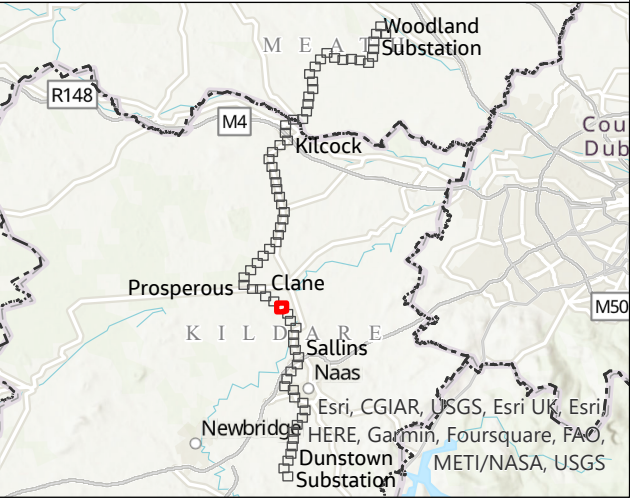 Woodland
Substation
MEATH
R148
M4
Cou
Dub
Kilcock
Clane
Prosperous
M50
KILDARE
Sallins
Naas
Newbridge
Dunstown
Substation
Esri, CGIAR, USGS, Esri UK, Esri,
HERE, Garmin, Foursquare, FAO,
METI/NASA, USGS